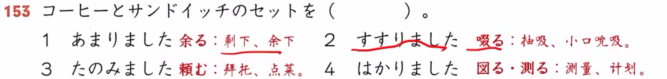 153 コーヒーとサンドイッチのセットを（　　　）。
1 あまりました 余る：剩下、余下 2 すすりました 啜る：抽吸、小口吮吸。
3 たのみました 頼む：拜托、点菜。 4 はかりました 図る・測る：测量、计划。